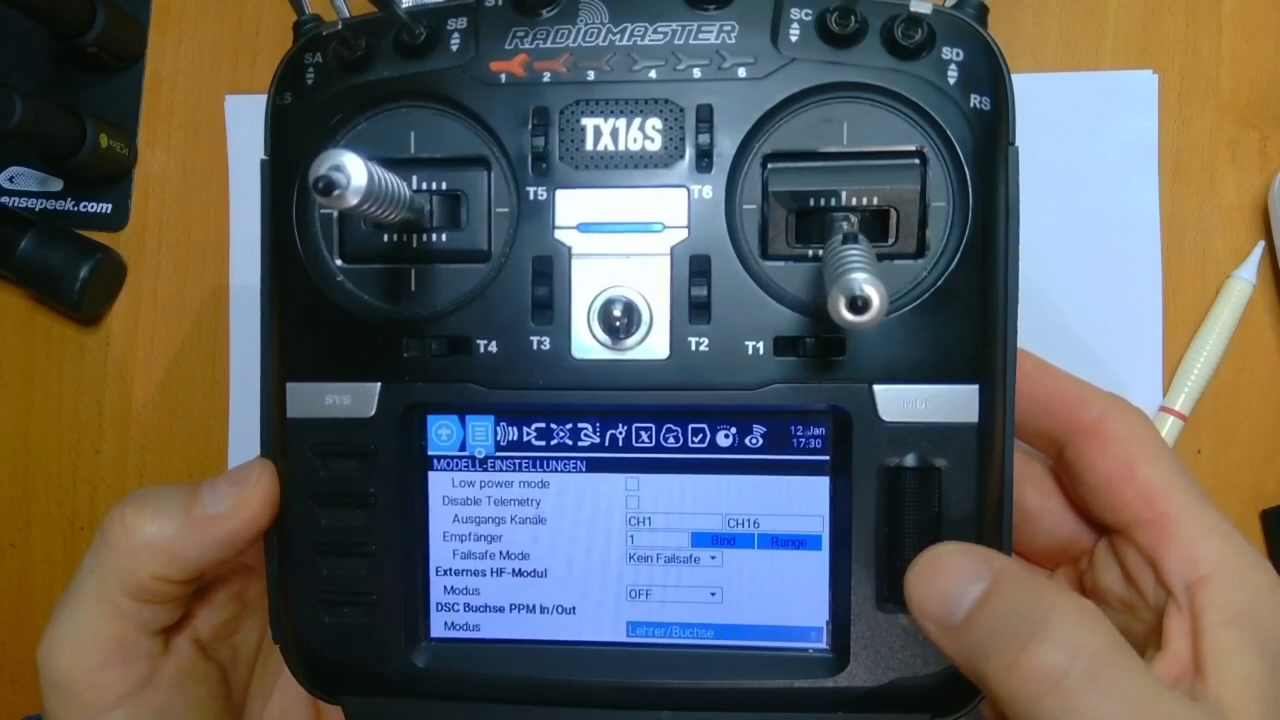 SB
SC
SA
SD
LS
RS
RADIOMASTER
1 2 3 4 5 6
TX16S
T5
T6
ensepeek.com
PCBite
T4
T3
T2
T1
SYS
12 Jan
17:30
MODELL-EINSTELLUNGEN
Low power mode
Disable Telemetry
Ausgangs Kanäle CH1 CH16
Empfänger 1 Bind Range
Failsafe Mode Kein Failsafe
Externes HF-Modul
Modus OFF
DSC Buchse PPM In/Out
Modus Lehrer/Buchse